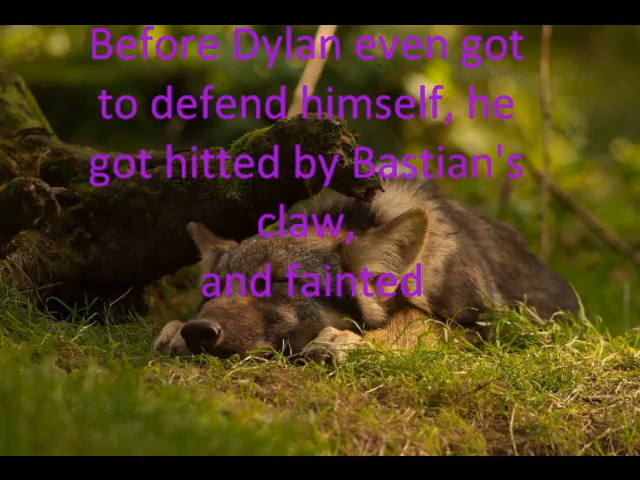 Before Dylan even got
to defend himself, he
got hitted by Bastian's
claw,
and fainted